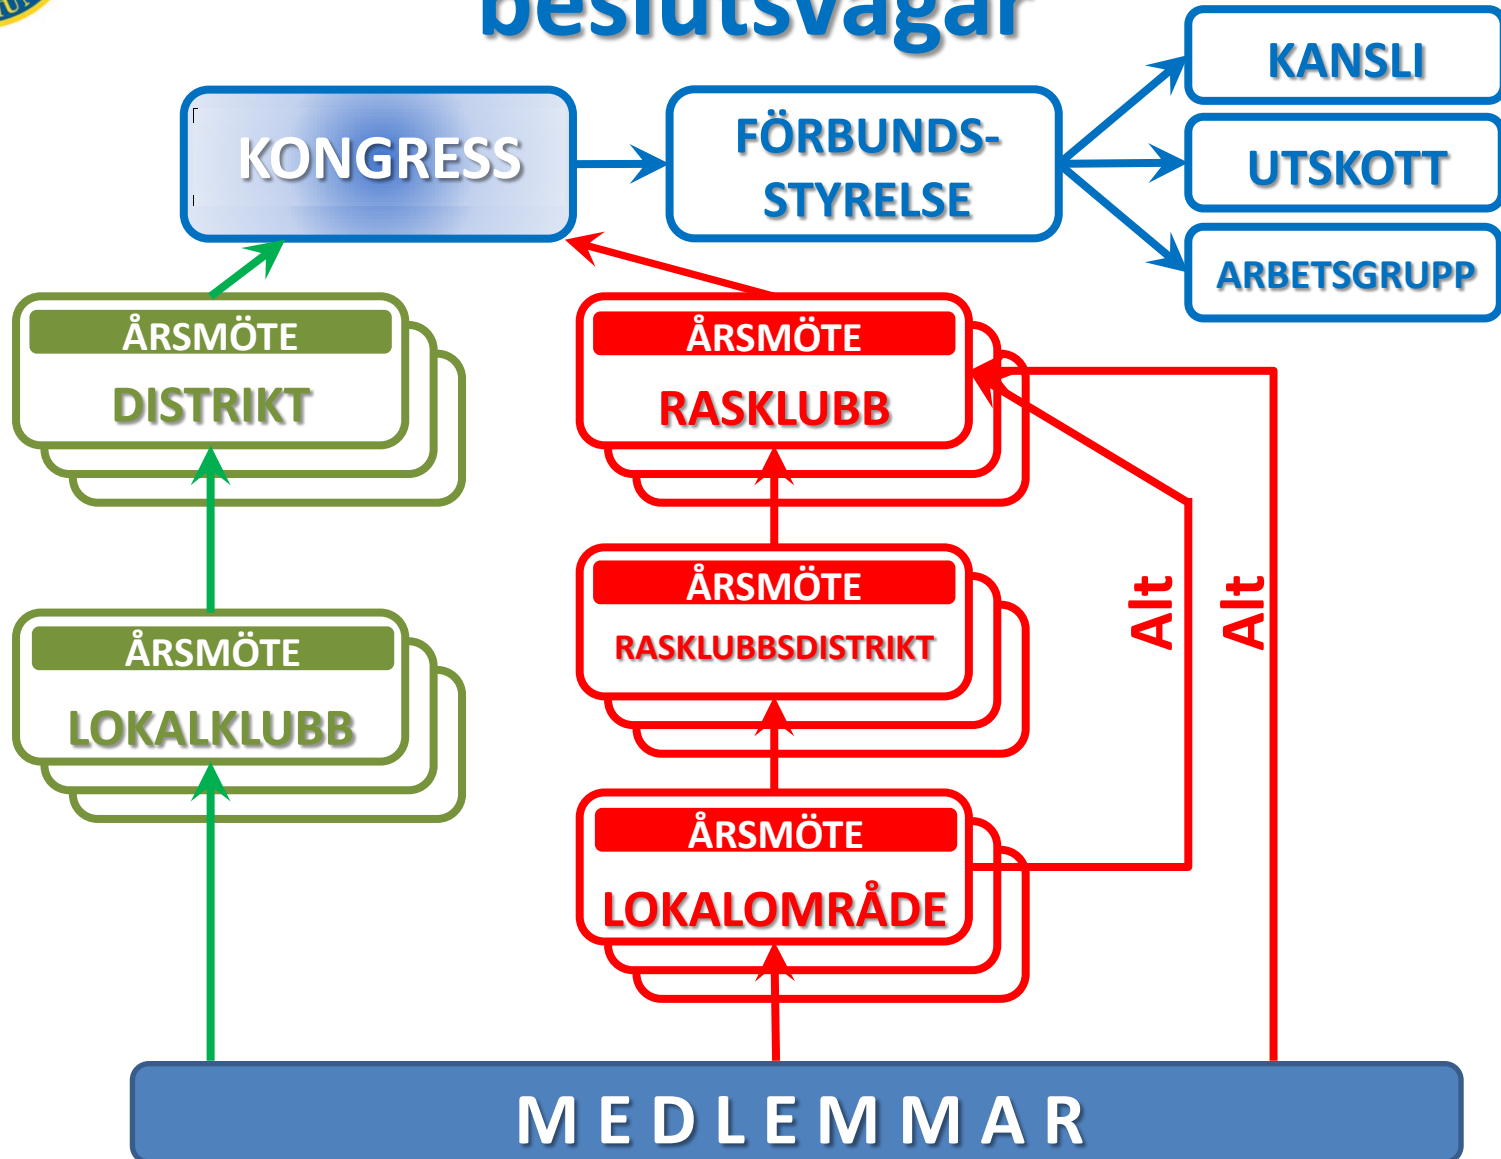 beslutsvägar
KANSLI
KONGRESS
FÖRBUNDS-
STYRELSE
UTSKOTT
ARBETSGRUPP
ÅRSMÖTE
DISTRIKT
ÅRSMÖTE
RASKLUBB
ÅRSMÖTE
RASKLUBBSDISTRIKT
Alt
Alt
ÅRSMÖTE
LOKALKLUBB
ÅRSMÖTE
LOKALOMRÅDE
MEDLEMMAR